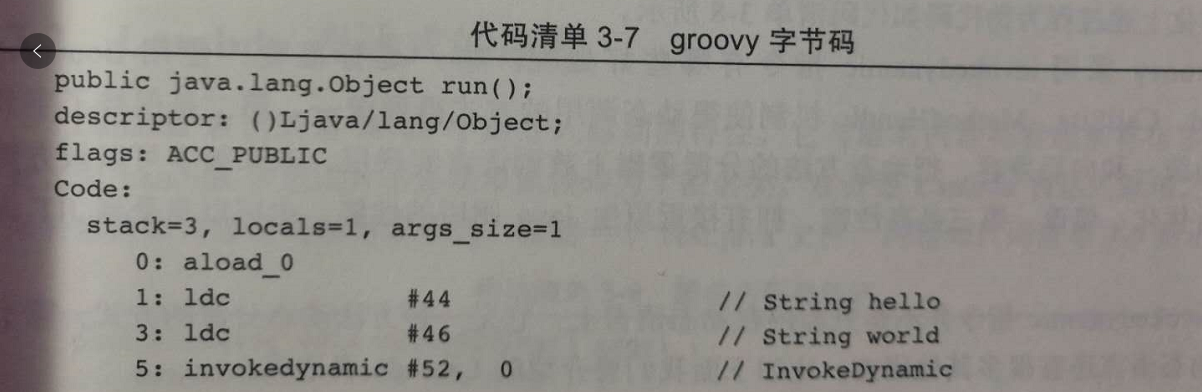 代码清单 3-7 groovy 字节码
public java.lang.Object run();
descriptor: ()Ljava/lang/Object;
flags: ACC_PUBLIC
Code:
stack=3, locals=1, args_size=1
0: aload_0
1: ldc #44 // String hello
3: ldc #46 // String world
5: invokedynamic #52, 0 // InvokeDynamic